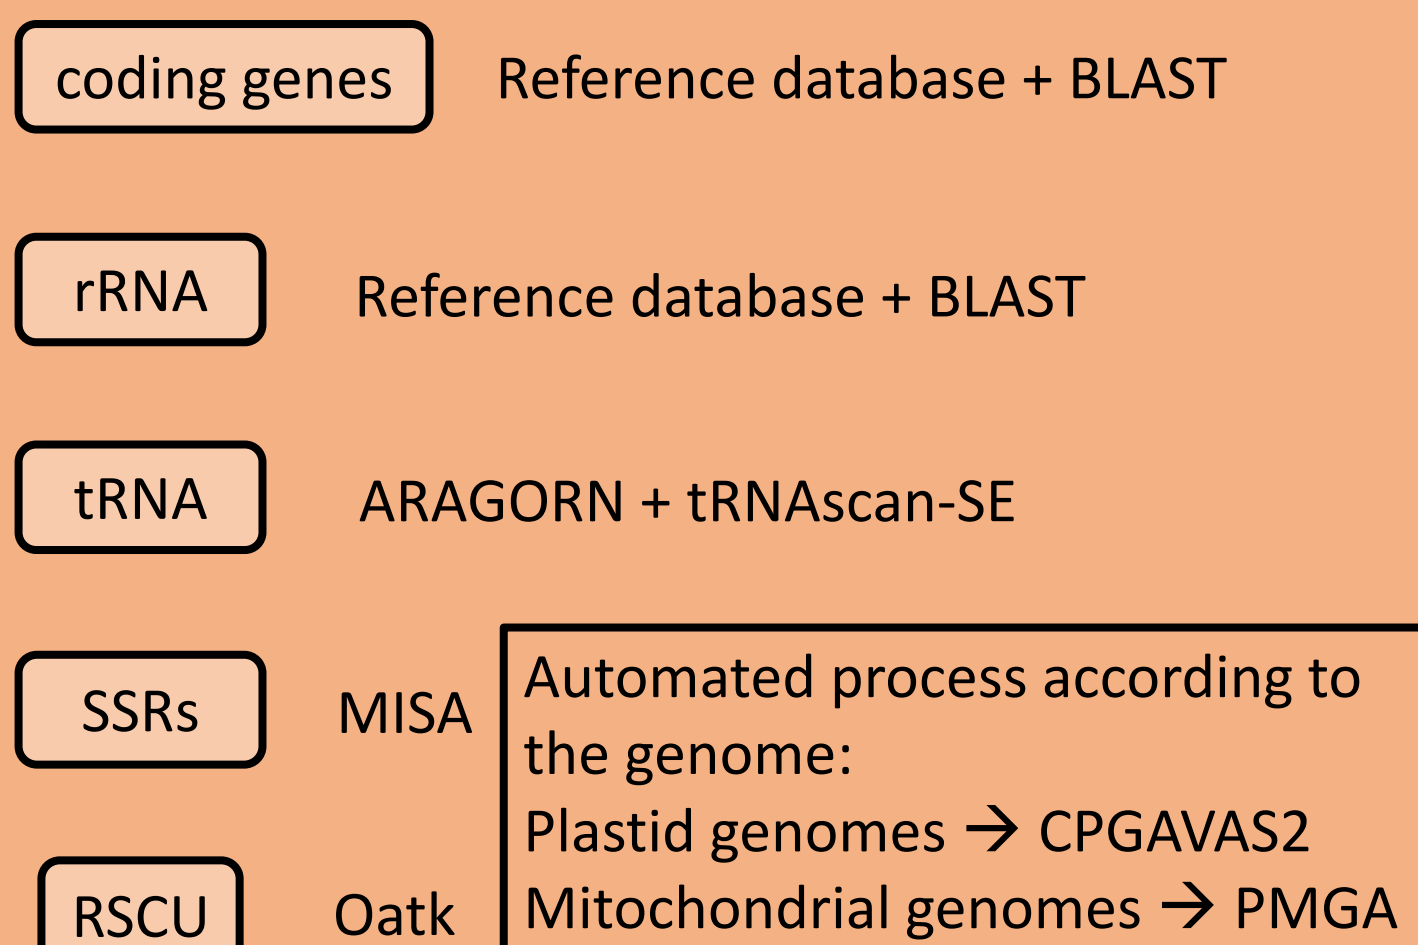 coding genes
Reference database + BLAST
rRNA
Reference database + BLAST
tRNA
ARAGORN + tRNAscan-SE
SSRs
MISA
Automated process according to
the genome:
Plastid genomes → CPGAVAS2
Mitochondrial genomes → PMGA
RSCU
Oatk